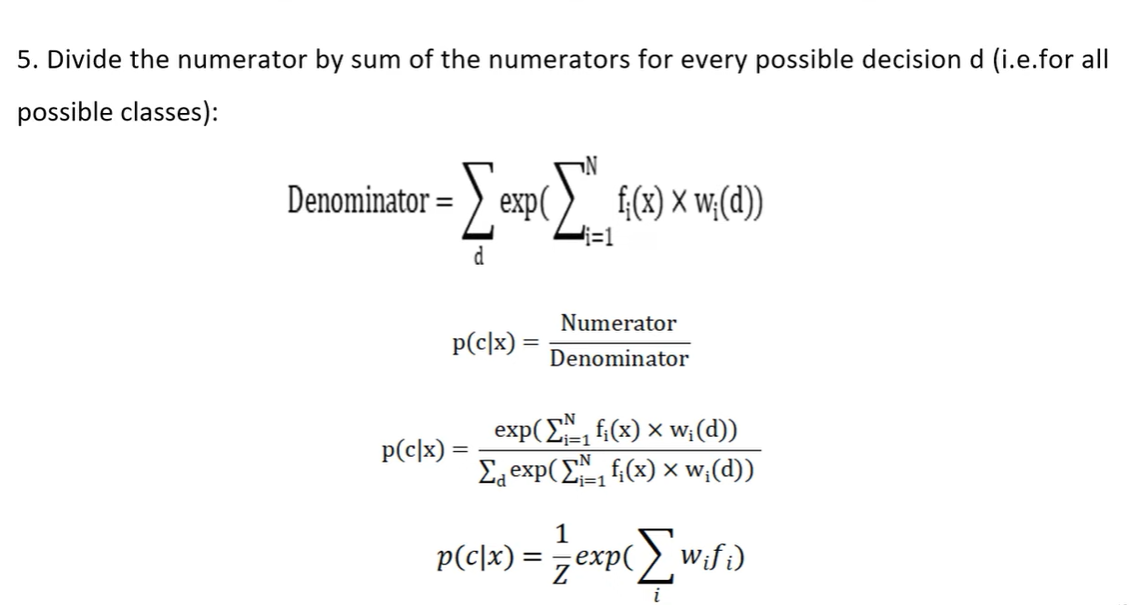 5. Divide the numerator by sum of the numerators for every possible decision d (i.e.for all
possible classes):
Denominator = ∑_d exp(∑_{i=1}^{N} f_i(x) × w_i(d))
p(c|x) = Numerator / Denominator
p(c|x) = exp(∑_{i=1}^{N} f_i(x) × w_i(d)) / ∑_d exp(∑_{i=1}^{N} f_i(x) × w_i(d))
p(c|x) = 1/Z exp(∑_i w_i f_i)